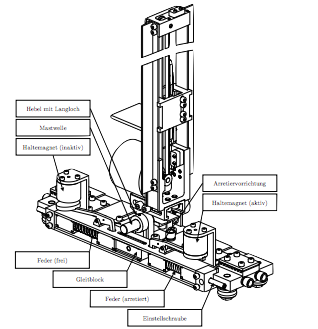 Hebel mit Langloch
Mastwelle
Haltemagnet (inaktiv)
Arretiervorrichtung
Haltemagnet (aktiv)
Feder (frei)
Gleitblock
Feder (arretiert)
Einstellschraube